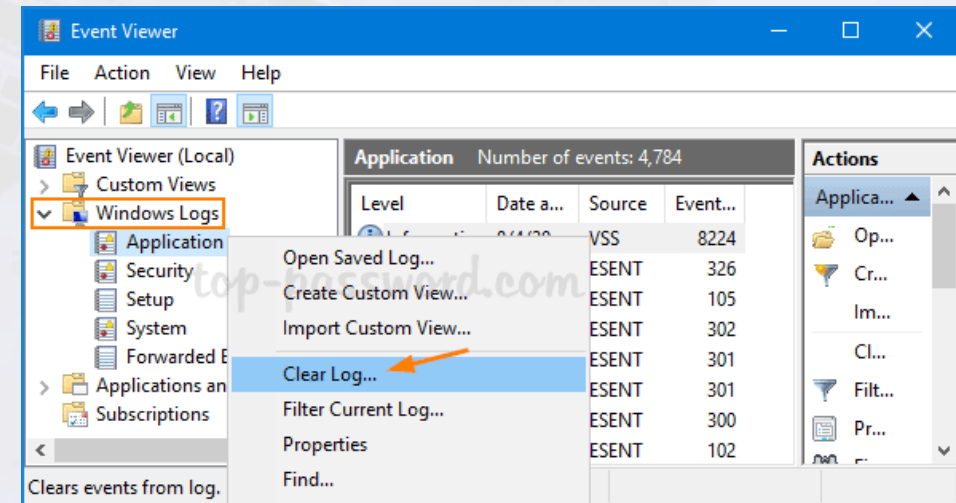 Event Viewer
File Action View Help
Event Viewer (Local)
Custom Views
Windows Logs
Application
Security
Setup
System
Forwarded E
Applications an
Subscriptions
Application Number of events: 4,784
Level Date a... Source Event...
VSS 8224
ESENT 326
ESENT 105
ESENT 302
ESENT 301
ESENT 301
ESENT 300
ESENT 102
Open Saved Log...
Create Custom View...
Import Custom View...
Clear Log...
Filter Current Log...
Properties
Find...
Actions
Applica...
Op...
Cr...
Im...
Cl...
Filt...
Pr...
Clears events from log.
top-password.com